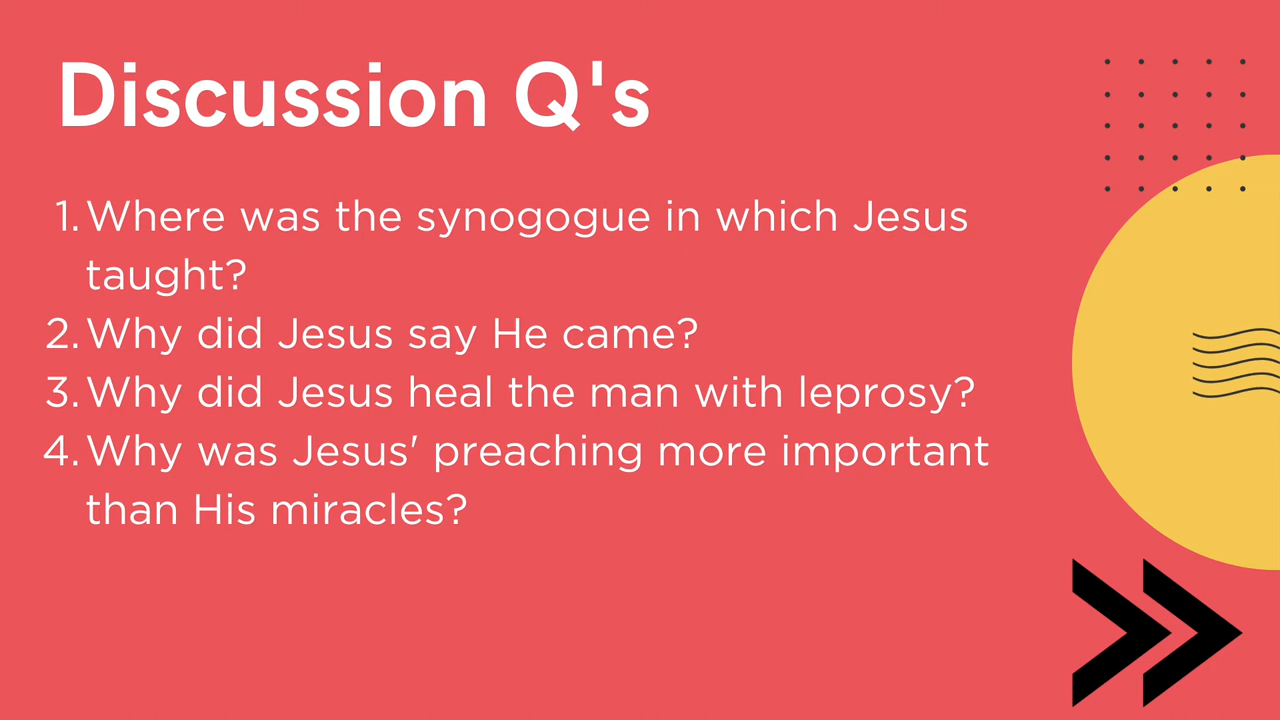 Discussion Q's
1. Where was the synogogue in which Jesus
taught?
2. Why did Jesus say He came?
3. Why did Jesus heal the man with leprosy?
4. Why was Jesus' preaching more important
than His miracles?